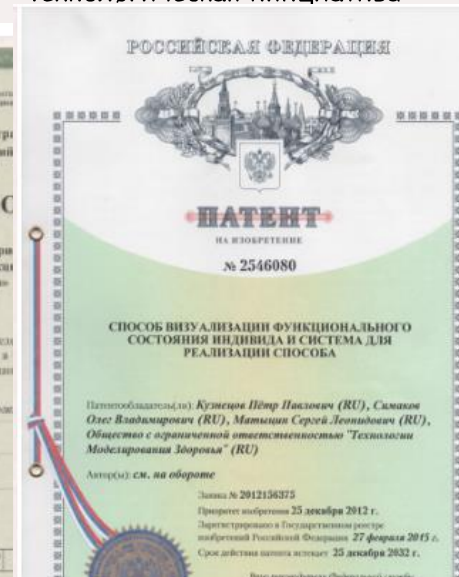 технологическая инициатива
РОССИЙСКАЯ ФЕДЕРАЦИЯ
ПАТЕНТ
НА ИЗОБРЕТЕНИЕ
№ 2546080
СПОСОБ ВИЗУАЛИЗАЦИИ ФУНКЦИОНАЛЬНОГО
СОСТОЯНИЯ ИНДИВИДА И СИСТЕМА ДЛЯ
РЕАЛИЗАЦИИ СПОСОБА
Патентообладатель(ли): Кузнецов Пётр Павлович (RU), Симаков
Олег Владимирович (RU), Матыцин Сергей Леонидович (RU),
Общество с ограниченной ответственностью "Технологии
Моделирования Здоровья" (RU)
Автор(ы): см. на обороте
Заявка № 2012156375
Приоритет изобретения 25 декабря 2012 г.
Зарегистрировано в Государственном реестре
изобретений Российской Федерации 27 февраля 2015 г.
Срок действия патента истекает 25 декабря 2032 г.